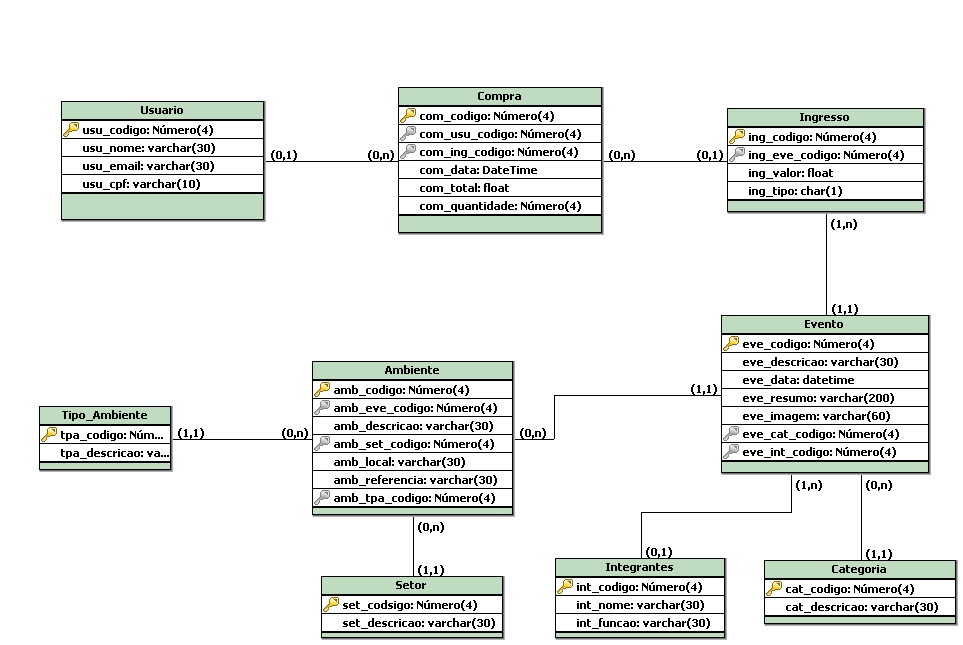 Usuario
usu_codigo: Número(4)
usu_nome: varchar(30)
usu_email: varchar(30)
usu_cpf: varchar(10)
(0,1)
(0,n)
Compra
com_codigo: Número(4)
com_usu_codigo: Número(4)
com_ing_codigo: Número(4)
com_data: DateTime
com_total: float
com_quantidade: Número(4)
(0,n)
(0,1)
Ingresso
ing_codigo: Número(4)
ing_eve_codigo: Número(4)
ing_valor: float
ing_tipo: char(1)
(1,n)
(1,1)
Evento
eve_codigo: Número(4)
eve_descricao: varchar(30)
eve_data: datetime
eve_resumo: varchar(200)
eve_imagem: varchar(60)
eve_cat_codigo: Número(4)
eve_int_codigo: Número(4)
(1,1)
(0,n)
Ambiente
amb_codigo: Número(4)
amb_eve_codigo: Número(4)
amb_descricao: varchar(30)
amb_set_codigo: Número(4)
amb_local: varchar(30)
amb_referencia: varchar(30)
amb_tpa_codigo: Número(4)
Tipo_Ambiente
tpa_codigo: Núm...
tpa_descricao: va...
(1,1)
(0,n)
(0,n)
(1,1)
Setor
set_codsigo: Número(4)
set_descricao: varchar(30)
(1,n)
(0,1)
Integrantes
int_codigo: Número(4)
int_nome: varchar(30)
int_funcao: varchar(30)
(0,n)
(1,1)
Categoria
cat_codigo: Número(4)
cat_descricao: varchar(30)